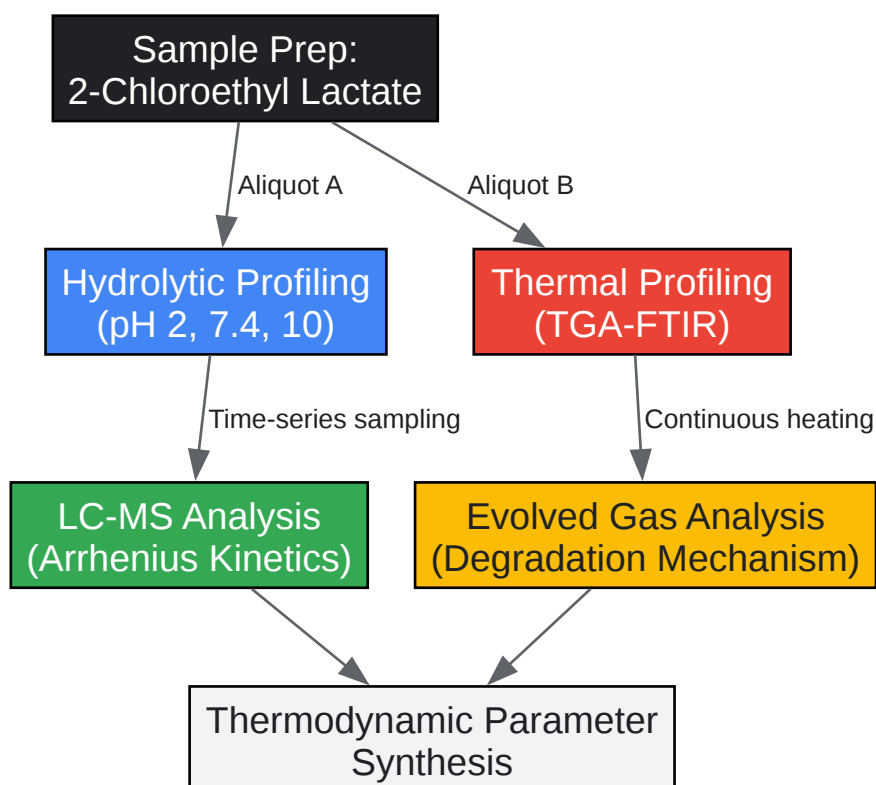 Sample Prep:
2-Chloroethyl Lactate
Aliquot A
Aliquot B
Hydrolytic Profiling
(pH 2, 7.4, 10)
Thermal Profiling
(TGA-FTIR)
Time-series sampling
Continuous heating
LC-MS Analysis
(Arrhenius Kinetics)
Evolved Gas Analysis
(Degradation Mechanism)
Thermodynamic Parameter
Synthesis